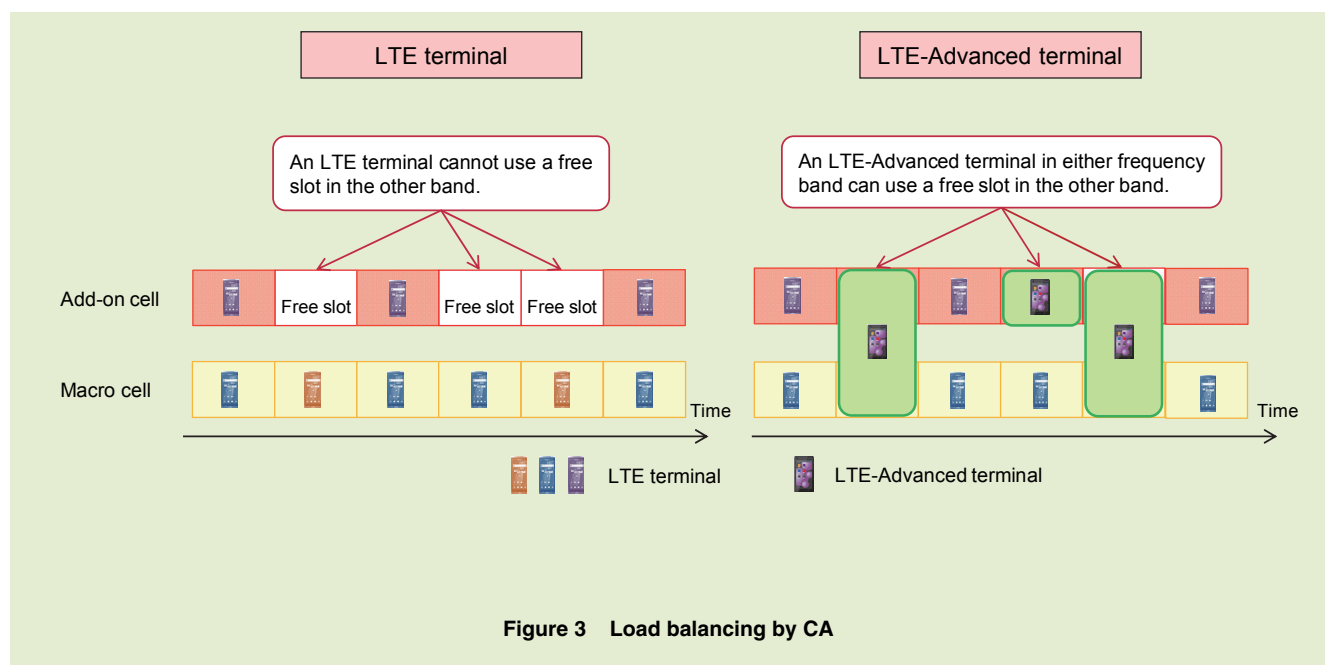 LTE terminal
LTE-Advanced terminal
An LTE terminal cannot use a free
slot in the other band.
An LTE-Advanced terminal in either frequency
band can use a free slot in the other band.
Add-on cell
Free slot
Free slot
Free slot
Macro cell
Time
Time
LTE terminal
LTE-Advanced terminal
Figure 3 Load balancing by CA